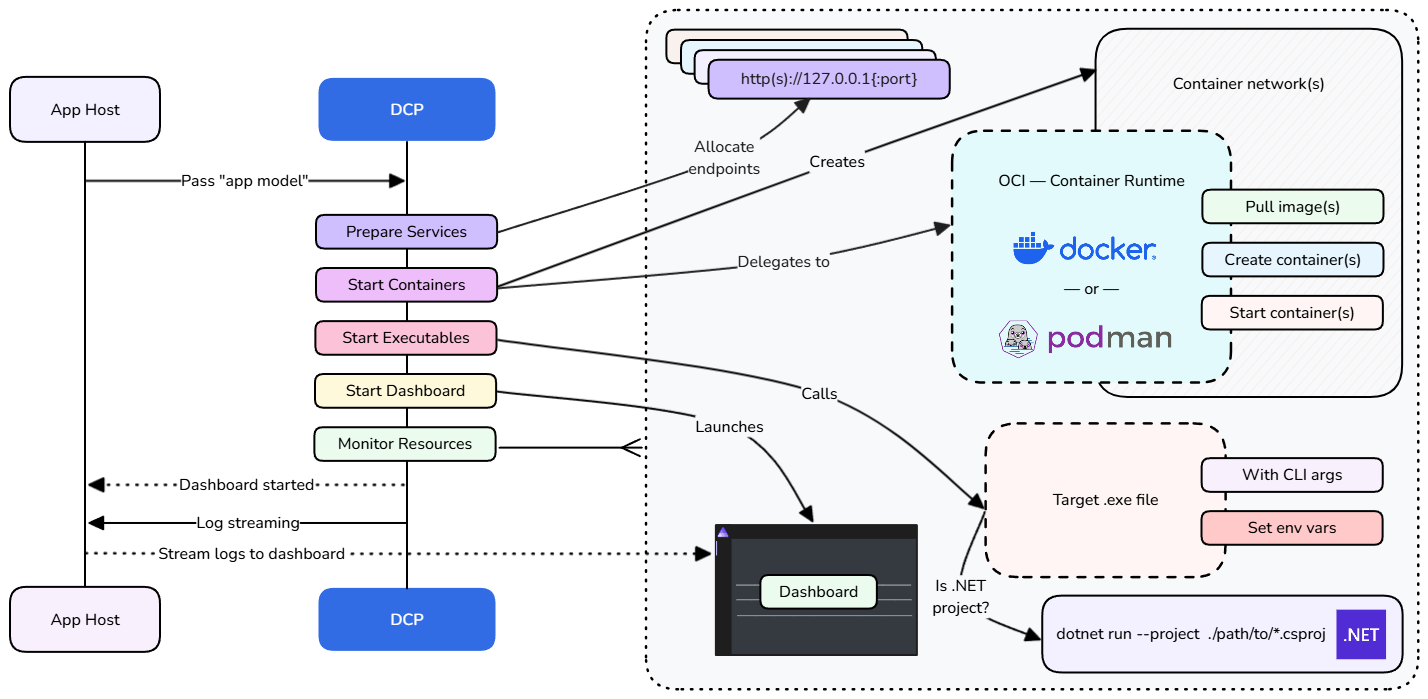 App Host
DCP
Pass "app model"
Prepare Services
Start Containers
Start Executables
Start Dashboard
Monitor Resources
Dashboard started
Log streaming
Stream logs to dashboard
App Host
DCP
http(s)://127.0.0.1{:port}
Allocate
endpoints
Creates
Delegates to
Calls
Launches
Container network(s)
OCI — Container Runtime
docker
— or —
podman
Pull image(s)
Create container(s)
Start container(s)
Target .exe file
With CLI args
Set env vars
Dashboard
Is .NET
project?
dotnet run --project ./path/to/*.csproj
.NET